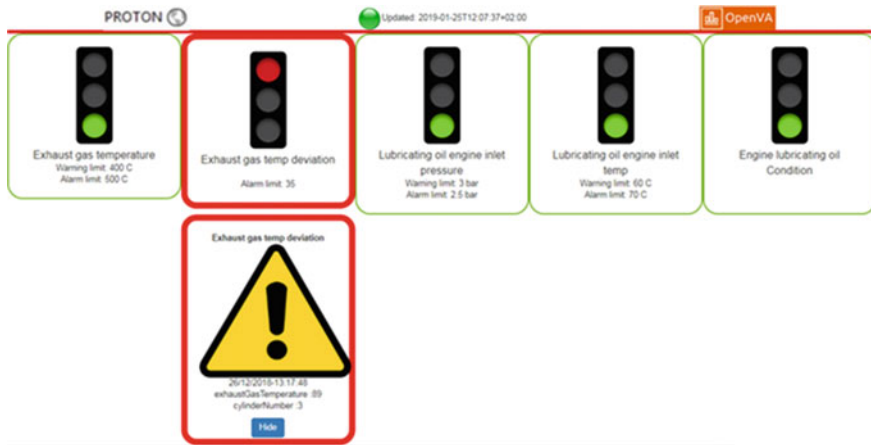 PROTON
Updated: 2019-01-25T12:07:37+02:00
OpenVA
Exhaust gas temperature
Warning limit: 400 C
Alarm limit: 500 C
Exhaust gas temp deviation
Alarm limit: 35
Lubricating oil engine inlet
pressure
Warning limit: 3 bar
Alarm limit: 2.5 bar
Lubricating oil engine inlet
temp
Warning limit: 60 C
Alarm limit: 70 C
Engine lubricating oil
Condition
Exhaust gas temp deviation
26/12/2018-13:17:48
exhaustGasTemperature :89
cylinderNumber :3
Hide